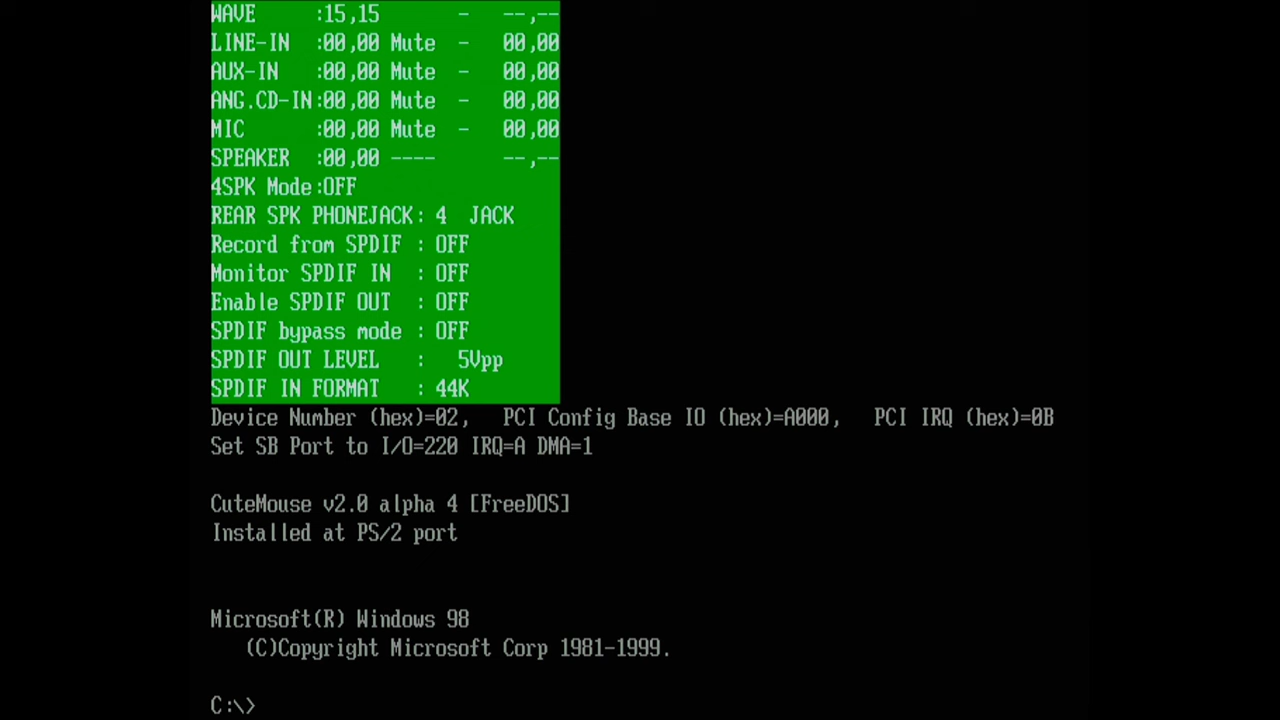 WAVE     :15,15       -   --,--
LINE-IN  :00,00 Mute  -   00,00
AUX-IN   :00,00 Mute  -   00,00
ANG.CD-IN:00,00 Mute  -   00,00
MIC      :00,00 Mute  -   00,00
SPEAKER  :00,00 ----      --,--
4SPK Mode:OFF
REAR SPK PHONEJACK: 4  JACK
Record from SPDIF : OFF
Monitor SPDIF IN  : OFF
Enable SPDIF OUT  : OFF
SPDIF bypass mode : OFF
SPDIF OUT LEVEL   :   5Vpp
SPDIF IN FORMAT   : 44K
Device Number (hex)=02,   PCI Config Base IO (hex)=A000,   PCI IRQ (hex)=0B
Set SB Port to I/O=220 IRQ=A DMA=1
CuteMouse v2.0 alpha 4 [FreeDOS]
Installed at PS/2 port
Microsoft(R) Windows 98
(C)Copyright Microsoft Corp 1981-1999.
C:\>